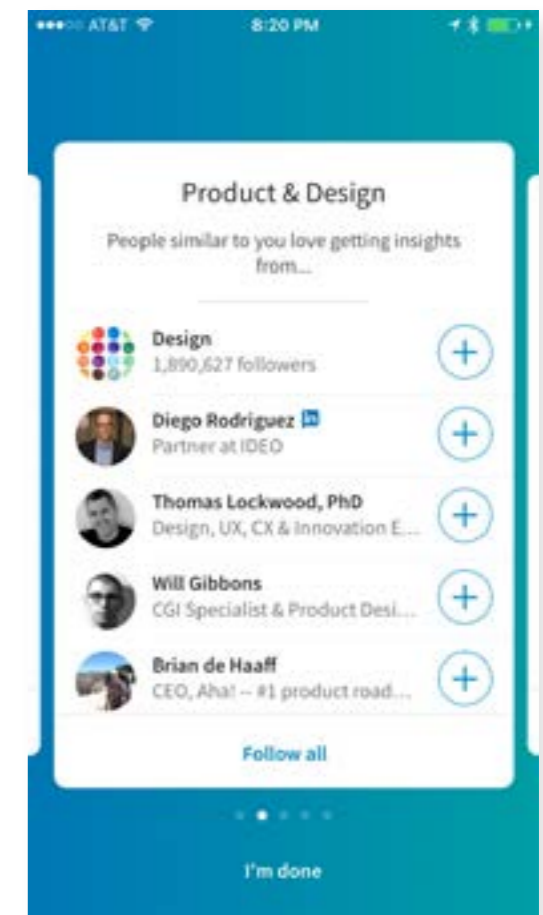 AT&T 8:20 PM
Product & Design
People similar to you love getting insights
from...
Design
1,890,627 followers
Diego Rodriguez in
Partner at IDEO
Thomas Lockwood, PhD
Design, UX, CX & Innovation E...
Will Gibbons
CGI Specialist & Product Desi...
Brian de Haaff
CEO, Aha! -- #1 product road...
Follow all
I'm done